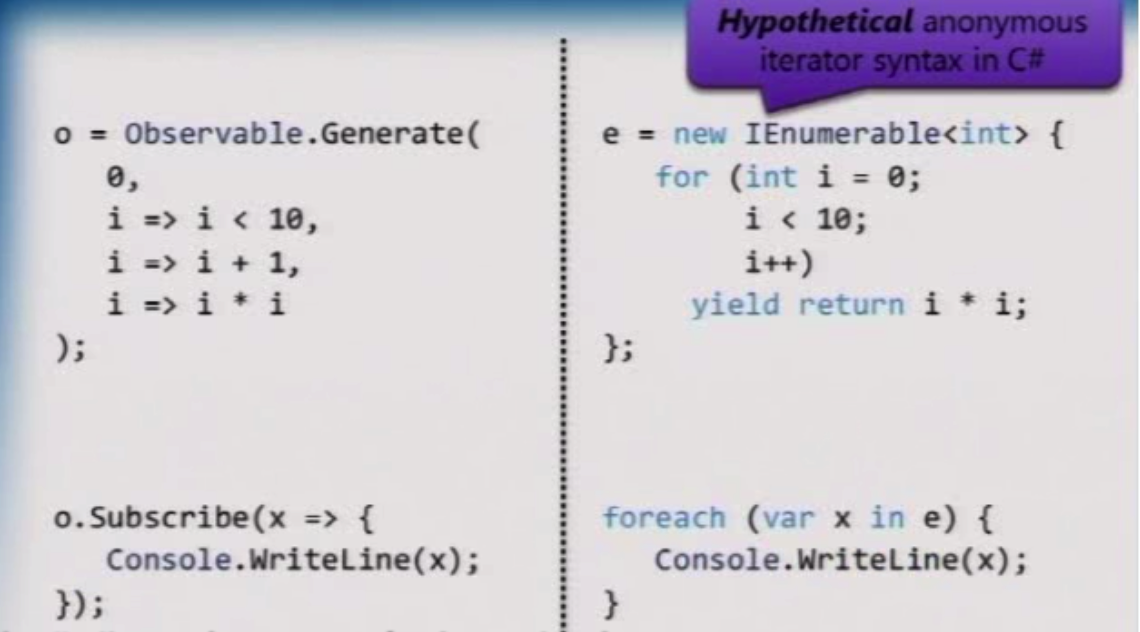 Hypothetical anonymous
iterator syntax in C#
o = Observable.Generate(
0,
i => i < 10,
i => i + 1,
i => i * i
);
o.Subscribe(x => {
Console.WriteLine(x);
});
e = new IEnumerable<int> {
for (int i = 0;
i < 10;
i++)
yield return i * i;
};
foreach (var x in e) {
Console.WriteLine(x);
}